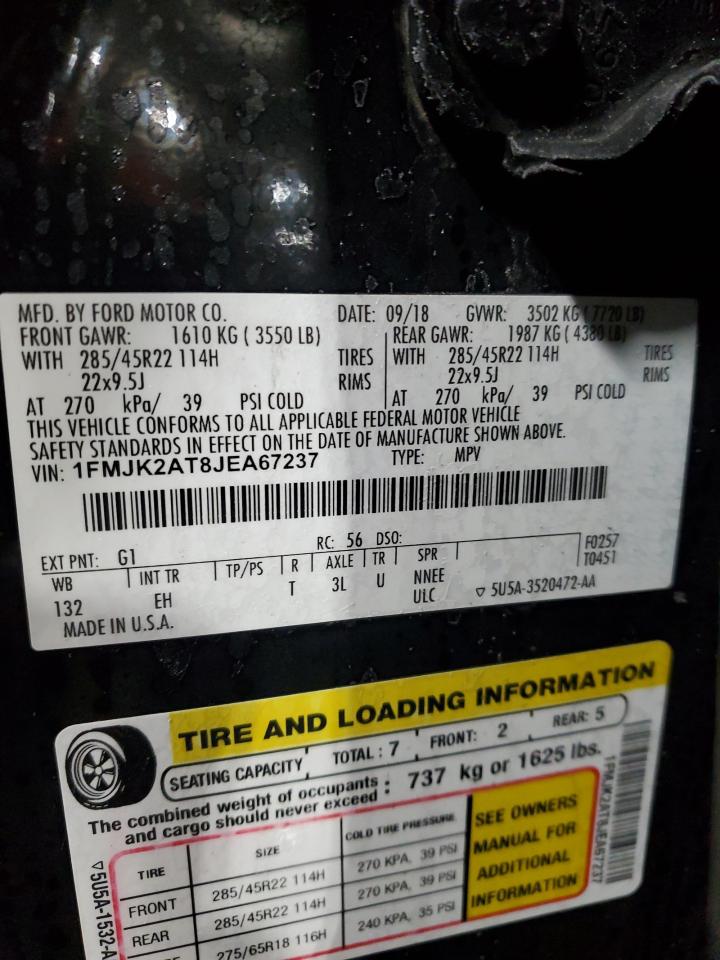 MFD. BY FORD MOTOR CO. DATE: 09/18 GVWR: 3502 KG ( 7720 LB)
FRONT GAWR: 1610 KG ( 3550 LB) REAR GAWR: 1987 KG ( 4380 LB)
WITH 285/45R22 114H TIRES WITH 285/45R22 114H TIRES
22x9.5J RIMS 22x9.5J RIMS
AT 270 kPa/ 39 PSI COLD AT 270 kPa/ 39 PSI COLD
THIS VEHICLE CONFORMS TO ALL APPLICABLE FEDERAL MOTOR VEHICLE
SAFETY STANDARDS IN EFFECT ON THE DATE OF MANUFACTURE SHOWN ABOVE.
VIN: 1FMJK2AT8JEA67237 TYPE: MPV
EXT PNT: G1 RC: 56 DSO: F0257
WB INT TR TP/PS R AXLE TR SPR T0451
132 EH T 3L U NNEE
ULC ▽ 5U5A-3520472-AA
MADE IN U.S.A.
TIRE AND LOADING INFORMATION
SEATING CAPACITY TOTAL : 7 FRONT: 2 REAR: 5
The combined weight of occupants and cargo should never exceed : 737 kg or 1625 lbs.
TIRE SIZE COLD TIRE PRESSURE
FRONT 285/45R22 114H 270 KPA, 39 PSI
REAR 285/45R22 114H 270 KPA, 39 PSI
275/65R18 116H 240 KPA, 35 PSI
SEE OWNERS
MANUAL FOR
ADDITIONAL
INFORMATION
▽5U5A-1532-A
1FMJK2AT8JEA67237